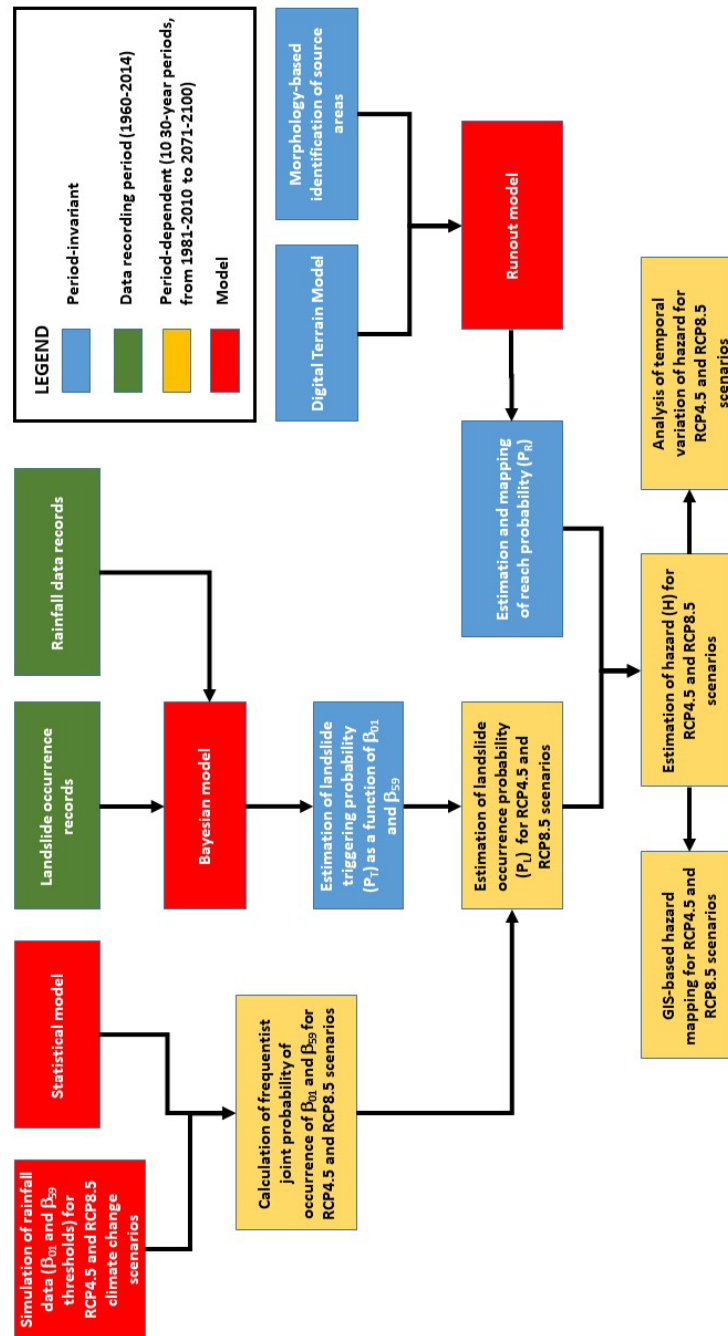 Simulation of rainfall
data (β01 and β59
thresholds) for
RCP4.5 and RCP8.5
climate change
scenarios
Statistical model
Landslide occurrence
records
Rainfall data records
LEGEND
Period-invariant
Data recording period (1960-2014)
Period-dependent (10 30-year periods,
from 1981-2010 to 2071-2100)
Model
Calculation of frequentist
joint probability of
occurrence of β01 and β59 for
RCP4.5 and RCP8.5 scenarios
Bayesian model
Estimation of landslide
triggering probability
(PT) as a function of β01
and β59
Digital Terrain Model
Morphology-based
identification of source
areas
Estimation of landslide
occurrence probability
(PL) for RCP4.5 and
RCP8.5 scenarios
Estimation and mapping
of reach probability (PR)
Runout model
GIS-based hazard
mapping for RCP4.5 and
RCP8.5 scenarios
Estimation of hazard (H) for
RCP4.5 and RCP8.5
scenarios
Analysis of temporal
variation of hazard for
RCP4.5 and RCP8.5
scenarios